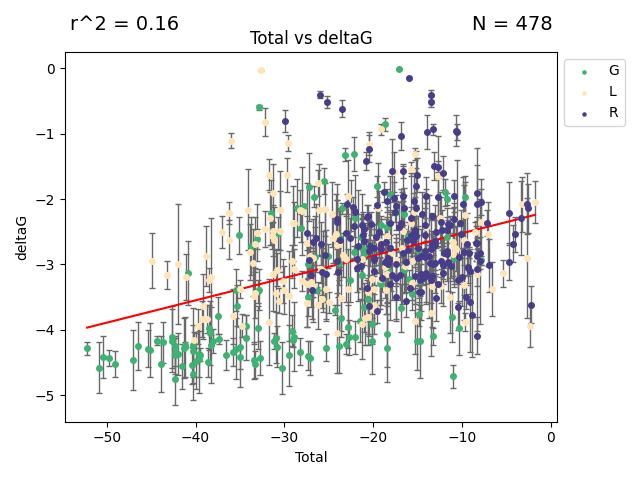 r^2 = 0.16
N = 478
Total vs deltaG
0
−1
−2
−3
−4
−5
deltaG
−50
−40
−30
−20
−10
0
Total
G
L
R